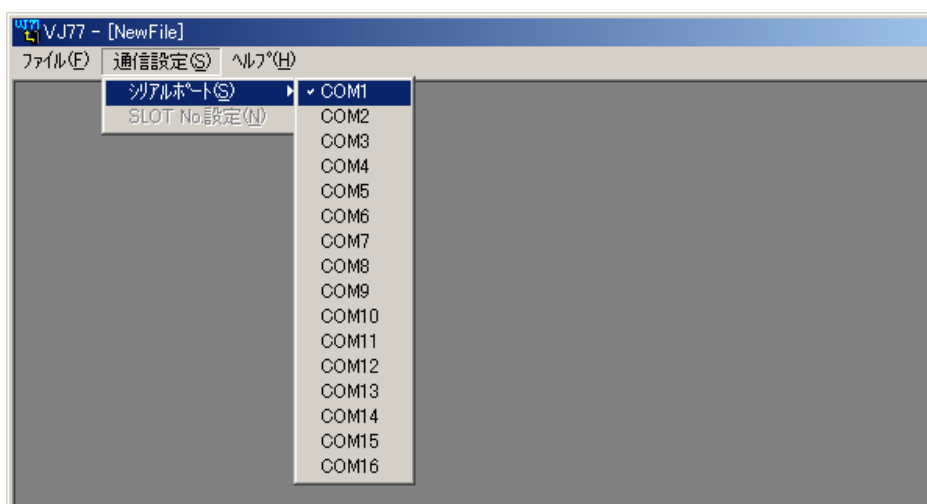 VJ77 VJ77 - [NewFile]
ﾌｧｲﾙ(F) 通信設定(S) ﾍﾙﾌﾟ(H)
ｼﾘｱﾙﾎﾟｰﾄ(S)
SLOT No.設定(N)
COM1
COM2
COM3
COM4
COM5
COM6
COM7
COM8
COM9
COM10
COM11
COM12
COM13
COM14
COM15
COM16